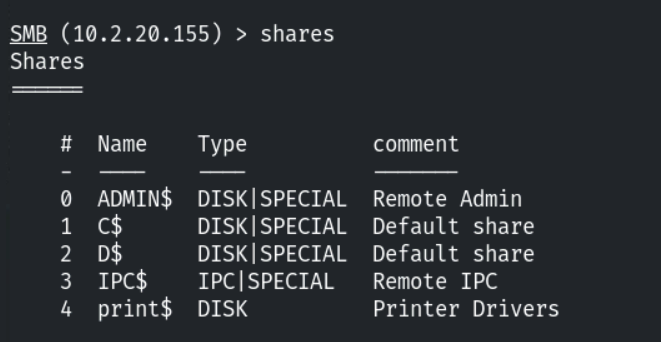 SMB (10.2.20.155) > shares
Shares
======
# Name Type comment
- ---- ---- -------
0 ADMIN$ DISK|SPECIAL Remote Admin
1 C$ DISK|SPECIAL Default share
2 D$ DISK|SPECIAL Default share
3 IPC$ IPC|SPECIAL Remote IPC
4 print$ DISK Printer Drivers